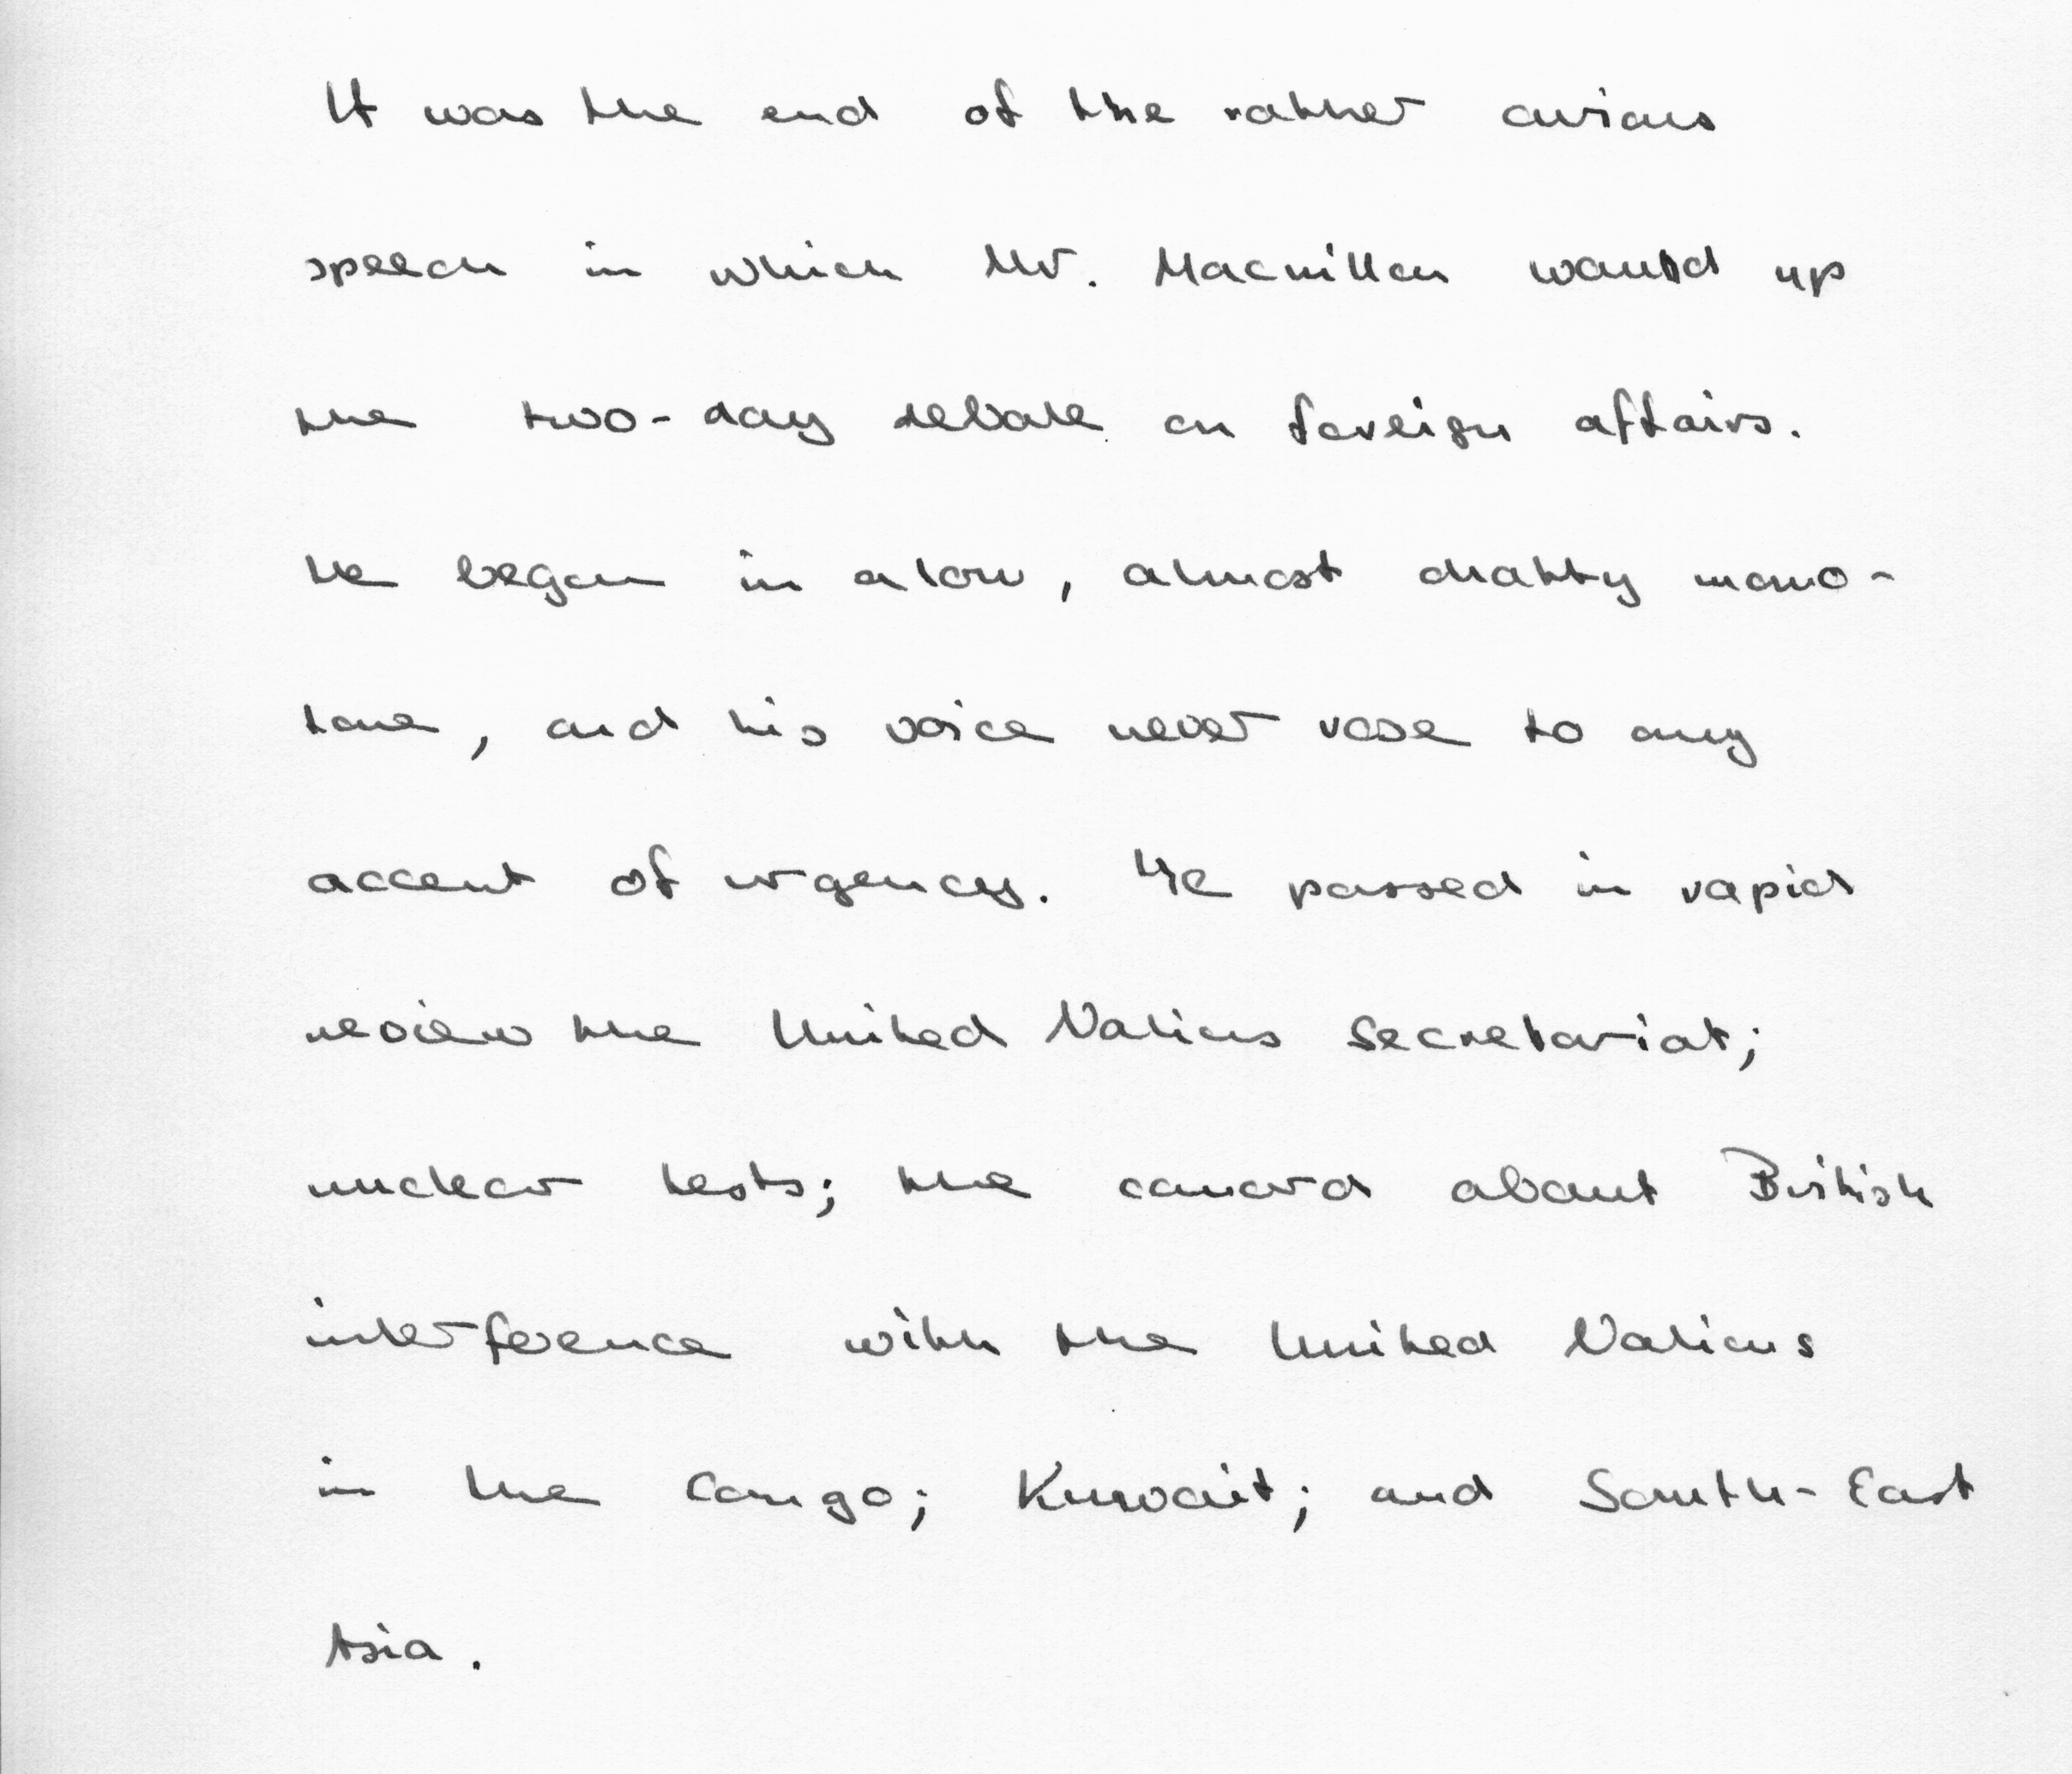 It was the end of the rather curious
speech in which Mr. Macmillan wound up
the two-day debate on foreign affairs.
He began in a low, almost chatty mono-
tone, and his voice never rose to any
accent of urgency. He passed in rapid
review the United Nations secretariat;
nuclear tests; the canard about British
interference with the United Nations
in the Congo; Kuwait; and South-East
Asia.